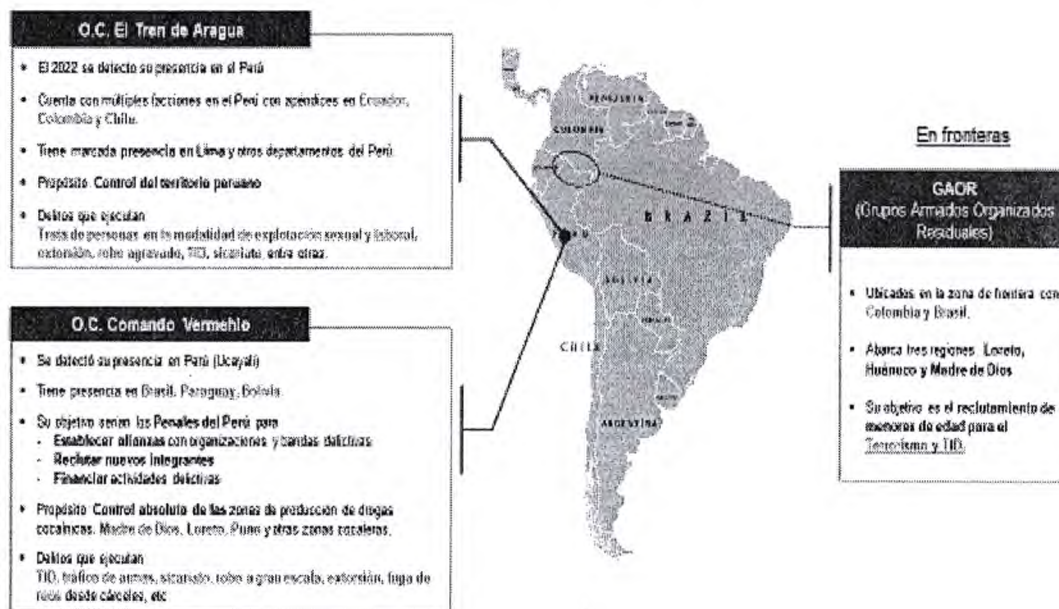 O.C. El Tren de Aragua
• El 2022 se detecto su presencia en el Perú
• Cuenta con múltiples facciones en el Perú con apéndices en Ecuador,
Colombia y Chile.
• Tiene marcada presencia en Lima y otros departamentos del Perú
• Propósito Control del territorio peruano
• Delitos que ejecutan
Trata de personas en la modalidad de explotación sexual y laboral,
extorsión, robo agravado, TID, sicariato, entre otras.
O.C. Comando Vermehlo
• Se detectó su presencia en Perú (Ucayali)
• Tiene presencia en Brasil, Paraguay, Bolivia.
• Su objetivo serian los Penales del Perú para
- Establecer alianzas con organizaciones y bandas delictivas
- Reclutar nuevos integrantes
- Financiar actividades delictivas
• Propósito Control absoluto de las zonas de producción de drogas
cocaínicas, Madre de Dios, Loreto, Puno y otras zonas cocaleras.
• Delitos que ejecutan
TID, tráfico de armas, sicariato, robo a gran escala, extorsión, fuga de
reos desde cárceles, etc
VENEZUELA
COLOMBIA
BRAZIL
BOLIVIA
CHILE
ARGENTINA
En fronteras
GAOR
(Grupos Armados Organizados
Residuales)
• Ubicados en la zona de frontera con
Colombia y Brasil.
• Abarca tres regiones Loreto,
Huánuco y Madre de Dios
• Su objetivo es el reclutamiento de
menores de edad para el
Terrorismo y TID.